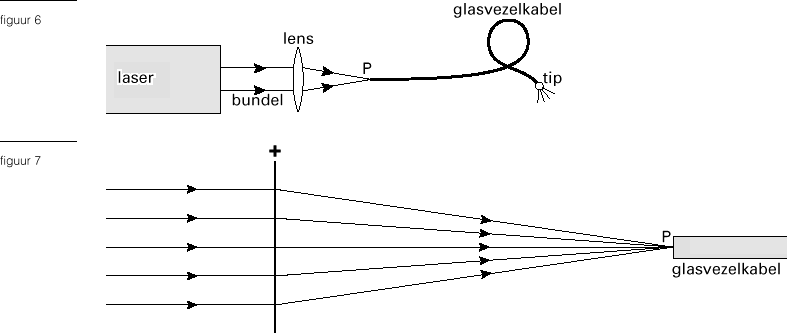 figuur 6
glasvezelkabel
lens
laser
P
tip
bundel
figuur 7
+
P
glasvezelkabel